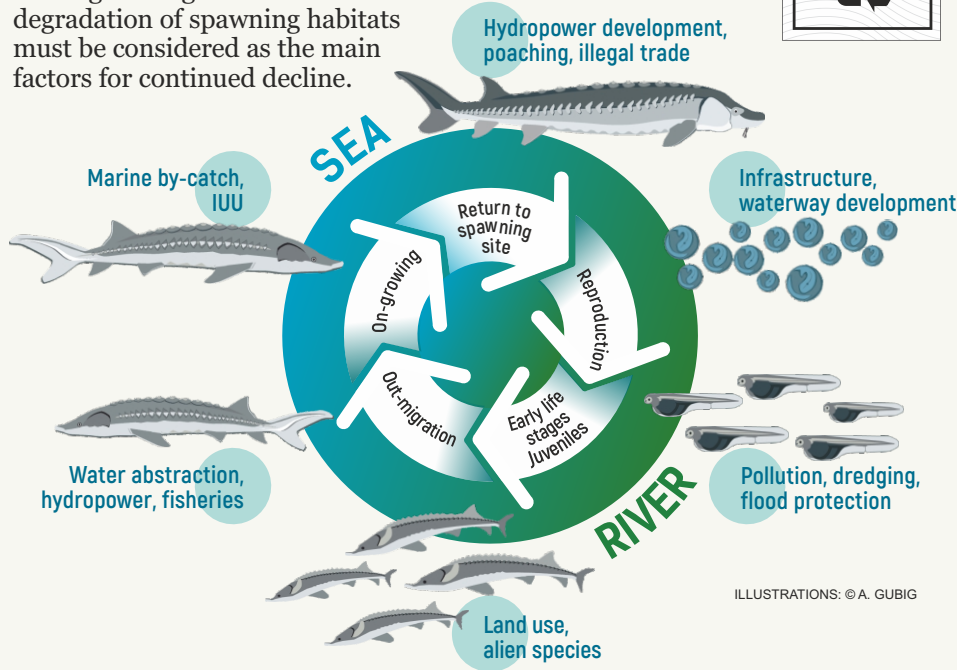 degradation of spawning habitats
must be considered as the main
factors for continued decline.
Hydropower development,
poaching, illegal trade
SEA
Marine by-catch,
IUU
Infrastructure,
waterway development
Return to
spawning
site
On-growing
Reproduction
Out-migration
Early life
stages
Juveniles
Water abstraction,
hydropower, fisheries
Pollution, dredging,
flood protection
RIVER
ILLUSTRATIONS: © A. GUBIG
Land use,
alien species